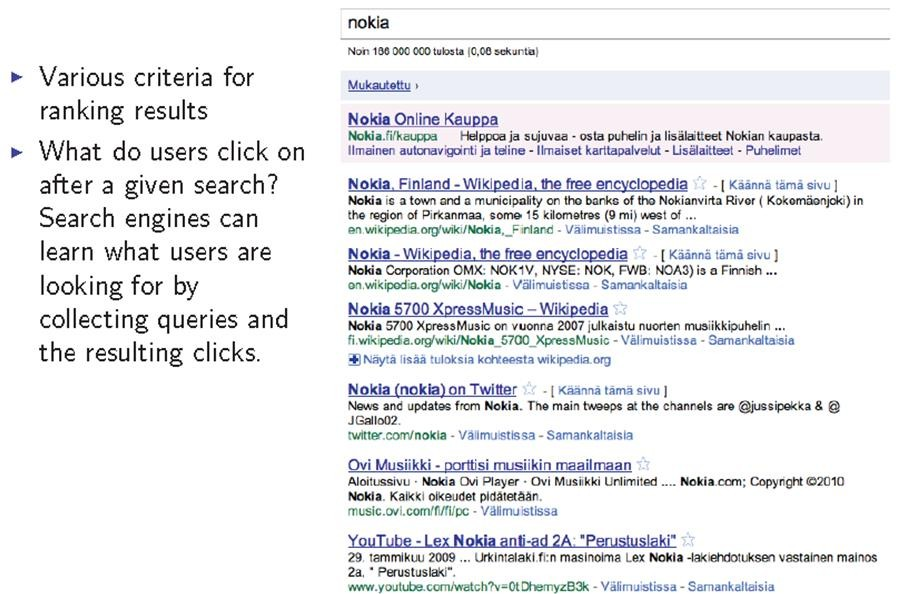 Various criteria for
ranking results
What do users click on
after a given search?
Search engines can
learn what users are
looking for by
collecting queries and
the resulting clicks.
nokia
Noin 186 000 000 tulosta (0,08 sekuntia)
Mukautettu ›
Nokia Online Kauppa
Nokia.fi/kauppa Helppoa ja sujuvaa - osta puhelin ja lisälaitteet Nokian kaupasta.
Ilmainen autonavigointi ja teline - Ilmaiset karttapalvelut - Lisälaitteet - Puhelimet
Nokia, Finland - Wikipedia, the free encyclopedia ☆ - [ Käännä tämä sivu ]
Nokia is a town and a municipality on the banks of the Nokianvirta River ( Kokemäenjoki) in
the region of Pirkanmaa, some 15 kilometres (9 mi) west of ...
en.wikipedia.org/wiki/Nokia,_Finland - Välimuistissa - Samankaltaisia
Nokia - Wikipedia, the free encyclopedia ☆ - [ Käännä tämä sivu ]
Nokia Corporation OMX: NOK1V, NYSE: NOK, FWB: NOA3) is a Finnish ...
en.wikipedia.org/wiki/Nokia - Välimuistissa - Samankaltaisia
Nokia 5700 XpressMusic – Wikipedia ☆
Nokia 5700 XpressMusic on vuonna 2007 julkaistu nuorten musiikkipuhelin ...
fi.wikipedia.org/wiki/Nokia_5700_XpressMusic - Välimuistissa - Samankaltaisia
Näytä lisää tuloksia kohteesta wikipedia.org
Nokia (nokia) on Twitter ☆ - [ Käännä tämä sivu ]
News and updates from Nokia. The main tweeps at the channels are @jussipekka & @
JGallo02.
twitter.com/nokia - Välimuistissa - Samankaltaisia
Ovi Musiikki - porttisi musiikin maailmaan ☆
Aloitussivu · Nokia Ovi Player · Ovi Musiikki Unlimited .... Nokia.com; Copyright ©2010
Nokia. Kaikki oikeudet pidätetään.
music.ovi.com/fi/fi/pc - Välimuistissa
YouTube - Lex Nokia anti-ad 2A: "Perustuslaki" ☆
29. tammikuu 2009 ... Urkintalaki.fi:n masinoima Lex Nokia -lakiehdotuksen vastainen mainos
2a, " Perustuslaki".
www.youtube.com/watch?v=0tDhemyzB3k - Välimuistissa - Samankaltaisia